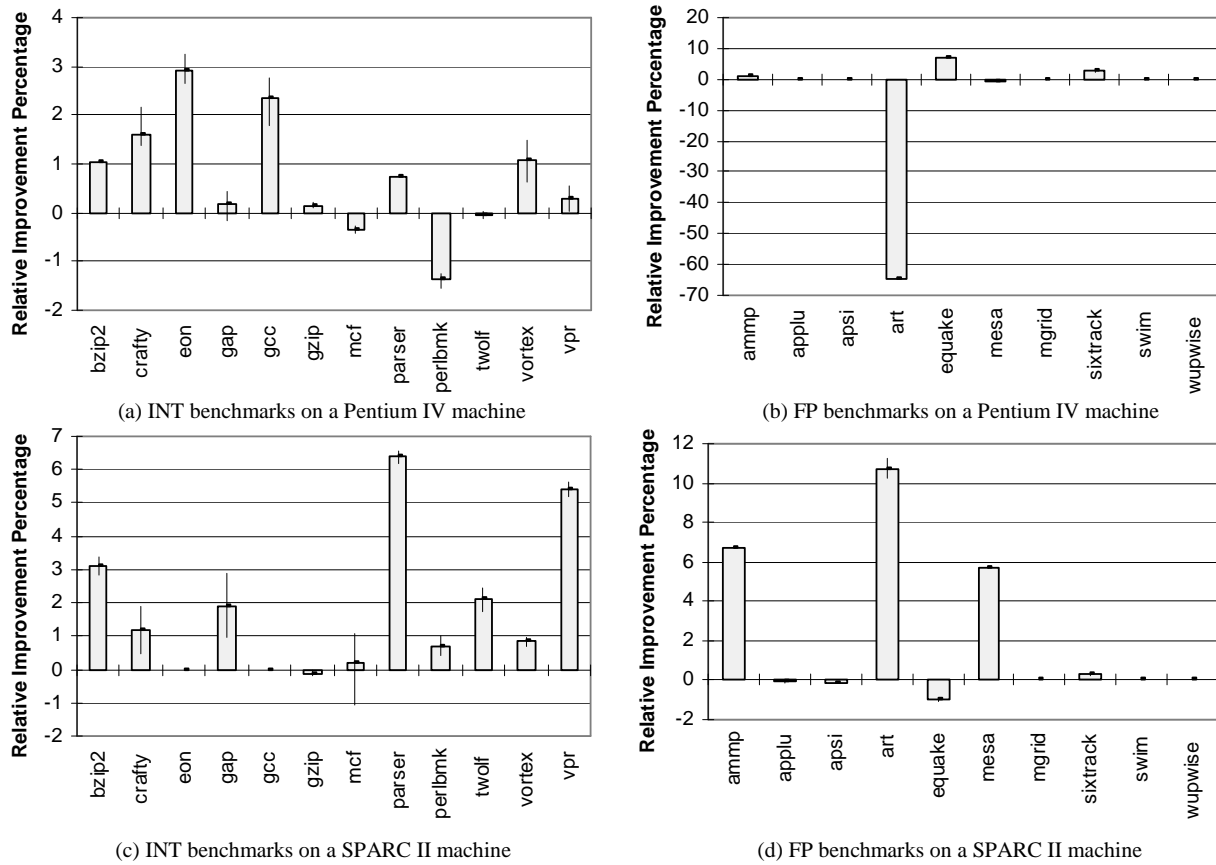 Relative Improvement Percentage
4
3
2
1
0
-1
-2
bzip2
crafty
eon
gap
gcc
gzip
mcf
parser
perlbmk
twolf
vortex
vpr
(a) INT benchmarks on a Pentium IV machine
Relative Improvement Percentage
20
10
0
-10
-20
-30
-40
-50
-60
-70
ammp
applu
apsi
art
equake
mesa
mgrid
sixtrack
swim
wupwise
(b) FP benchmarks on a Pentium IV machine
Relative Improvement Percentage
7
6
5
4
3
2
1
0
-1
-2
bzip2
crafty
eon
gap
gcc
gzip
mcf
parser
perlbmk
twolf
vortex
vpr
(c) INT benchmarks on a SPARC II machine
Relative Improvement Percentage
12
10
8
6
4
2
0
-2
ammp
applu
apsi
art
equake
mesa
mgrid
sixtrack
swim
wupwise
(d) FP benchmarks on a SPARC II machine